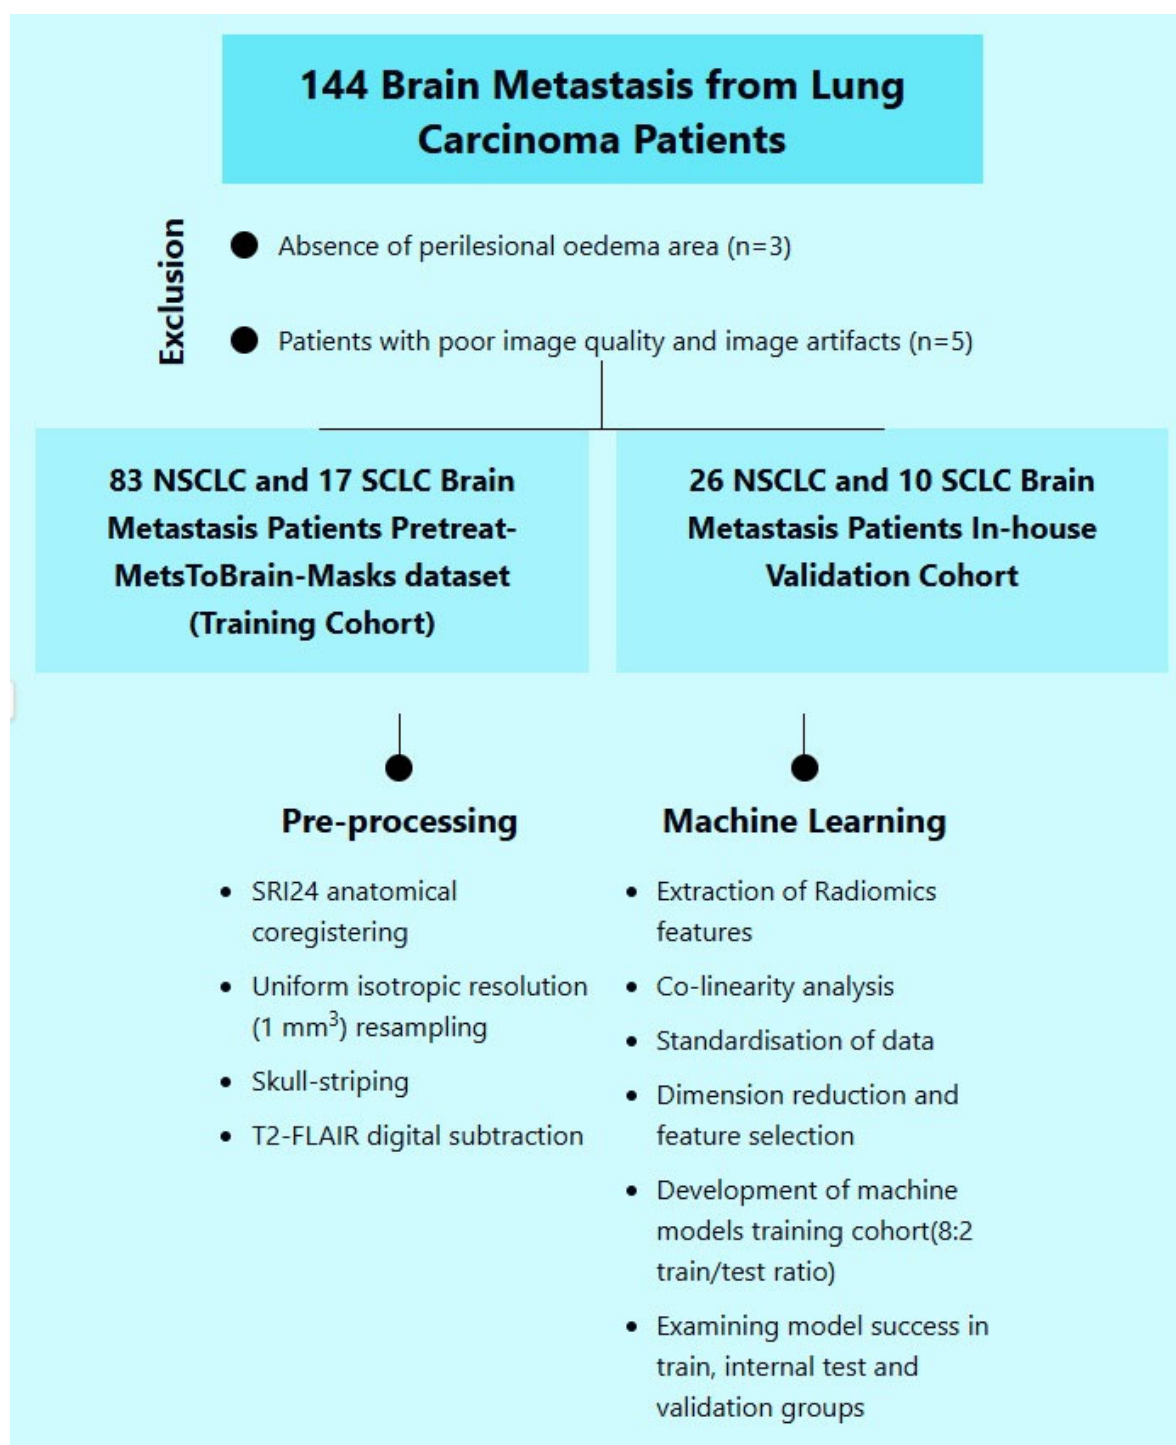 144 Brain Metastasis from Lung
Carcinoma Patients
Exclusion
Absence of perilesional oedema area (n=3)
Patients with poor image quality and image artifacts (n=5)
83 NSCLC and 17 SCLC Brain
Metastasis Patients Pretreat-
MetsToBrain-Masks dataset
(Training Cohort)
26 NSCLC and 10 SCLC Brain
Metastasis Patients In-house
Validation Cohort
Pre-processing
• SRI24 anatomical
coregistering
• Uniform isotropic resolution
(1 mm³) resampling
• Skull-striping
• T2-FLAIR digital subtraction
Machine Learning
• Extraction of Radiomics
features
• Co-linearity analysis
• Standardisation of data
• Dimension reduction and
feature selection
• Development of machine
models training cohort(8:2
train/test ratio)
• Examining model success in
train, internal test and
validation groups